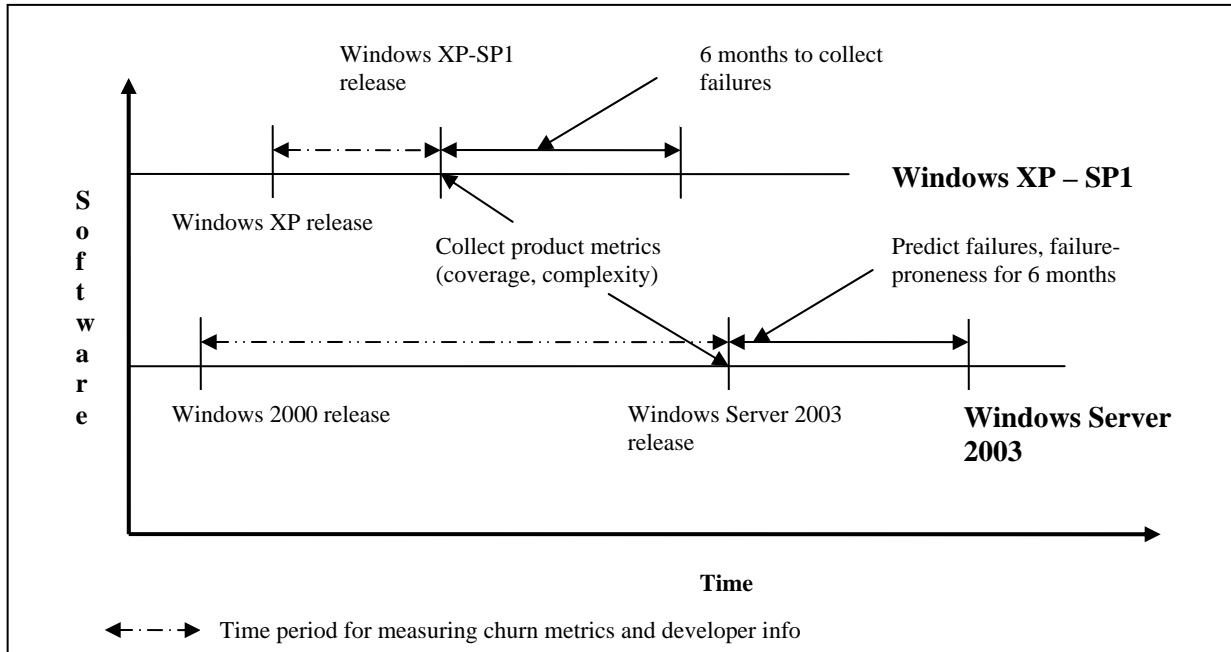 Windows XP-SP1
release
6 months to collect
failures
Windows XP – SP1
Windows XP release
Collect product metrics
(coverage, complexity)
Predict failures, failure-
proneness for 6 months
S
o
f
t
w
a
r
e
Windows 2000 release
Windows Server 2003
release
Windows Server
2003
Time
Time period for measuring churn metrics and developer info